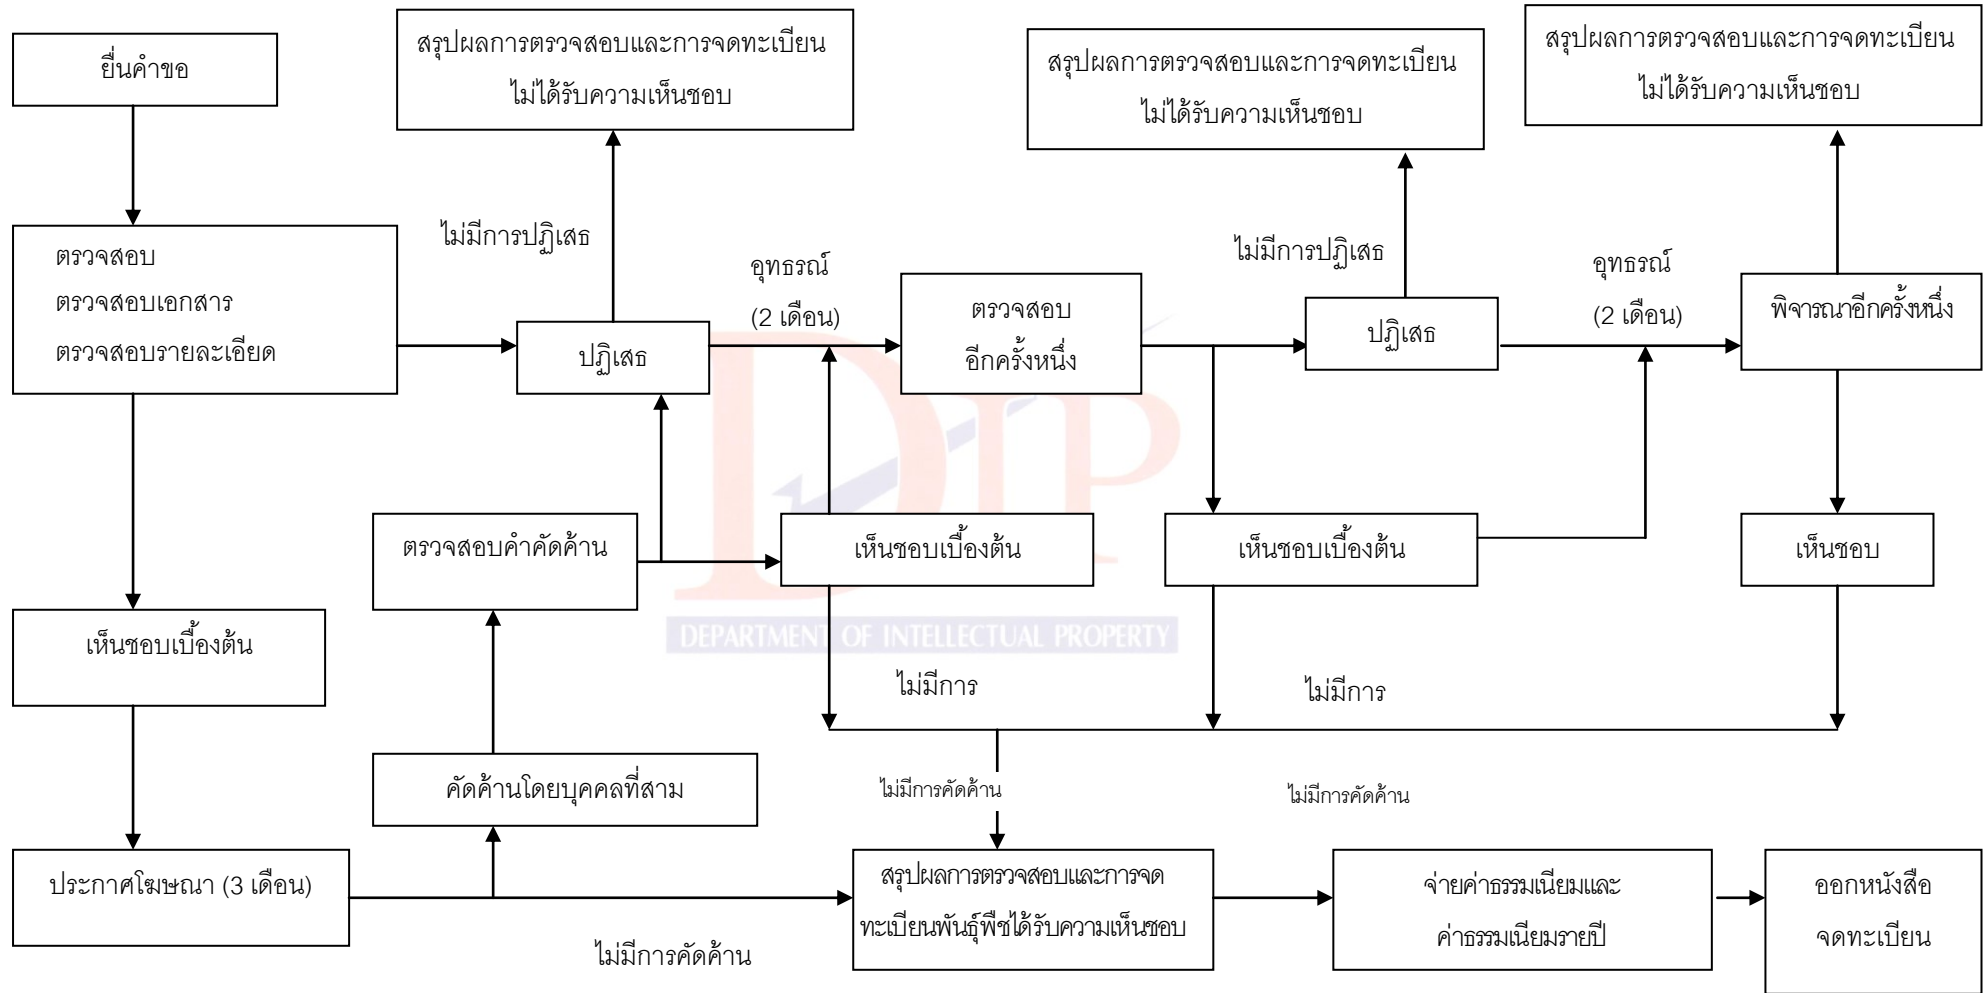 ยื่นคำขอ
สรุปผลการตรวจสอบและการจดทะเบียน
ไม่ได้รับความเห็นชอบ
สรุปผลการตรวจสอบและการจดทะเบียน
ไม่ได้รับความเห็นชอบ
สรุปผลการตรวจสอบและการจดทะเบียน
ไม่ได้รับความเห็นชอบ
ตรวจสอบ
ตรวจสอบเอกสาร
ตรวจสอบรายละเอียด
ไม่มีการปฏิเสธ
ปฏิเสธ
อุทธรณ์
(2 เดือน)
ตรวจสอบ
อีกครั้งหนึ่ง
ไม่มีการปฏิเสธ
ปฏิเสธ
อุทธรณ์
(2 เดือน)
พิจารณาอีกครั้งหนึ่ง
ตรวจสอบคำคัดค้าน
เห็นชอบเบื้องต้น
เห็นชอบเบื้องต้น
เห็นชอบ
DIP
DEPARTMENT OF INTELLECTUAL PROPERTY
เห็นชอบเบื้องต้น
ไม่มีการ
ไม่มีการ
คัดค้านโดยบุคคลที่สาม
ไม่มีการคัดค้าน
ไม่มีการคัดค้าน
ประกาศโฆษณา (3 เดือน)
ไม่มีการคัดค้าน
สรุปผลการตรวจสอบและการจด
ทะเบียนพันธุ์พืชได้รับความเห็นชอบ
จ่ายค่าธรรมเนียมและ
ค่าธรรมเนียมรายปี
ออกหนังสือ
จดทะเบียน